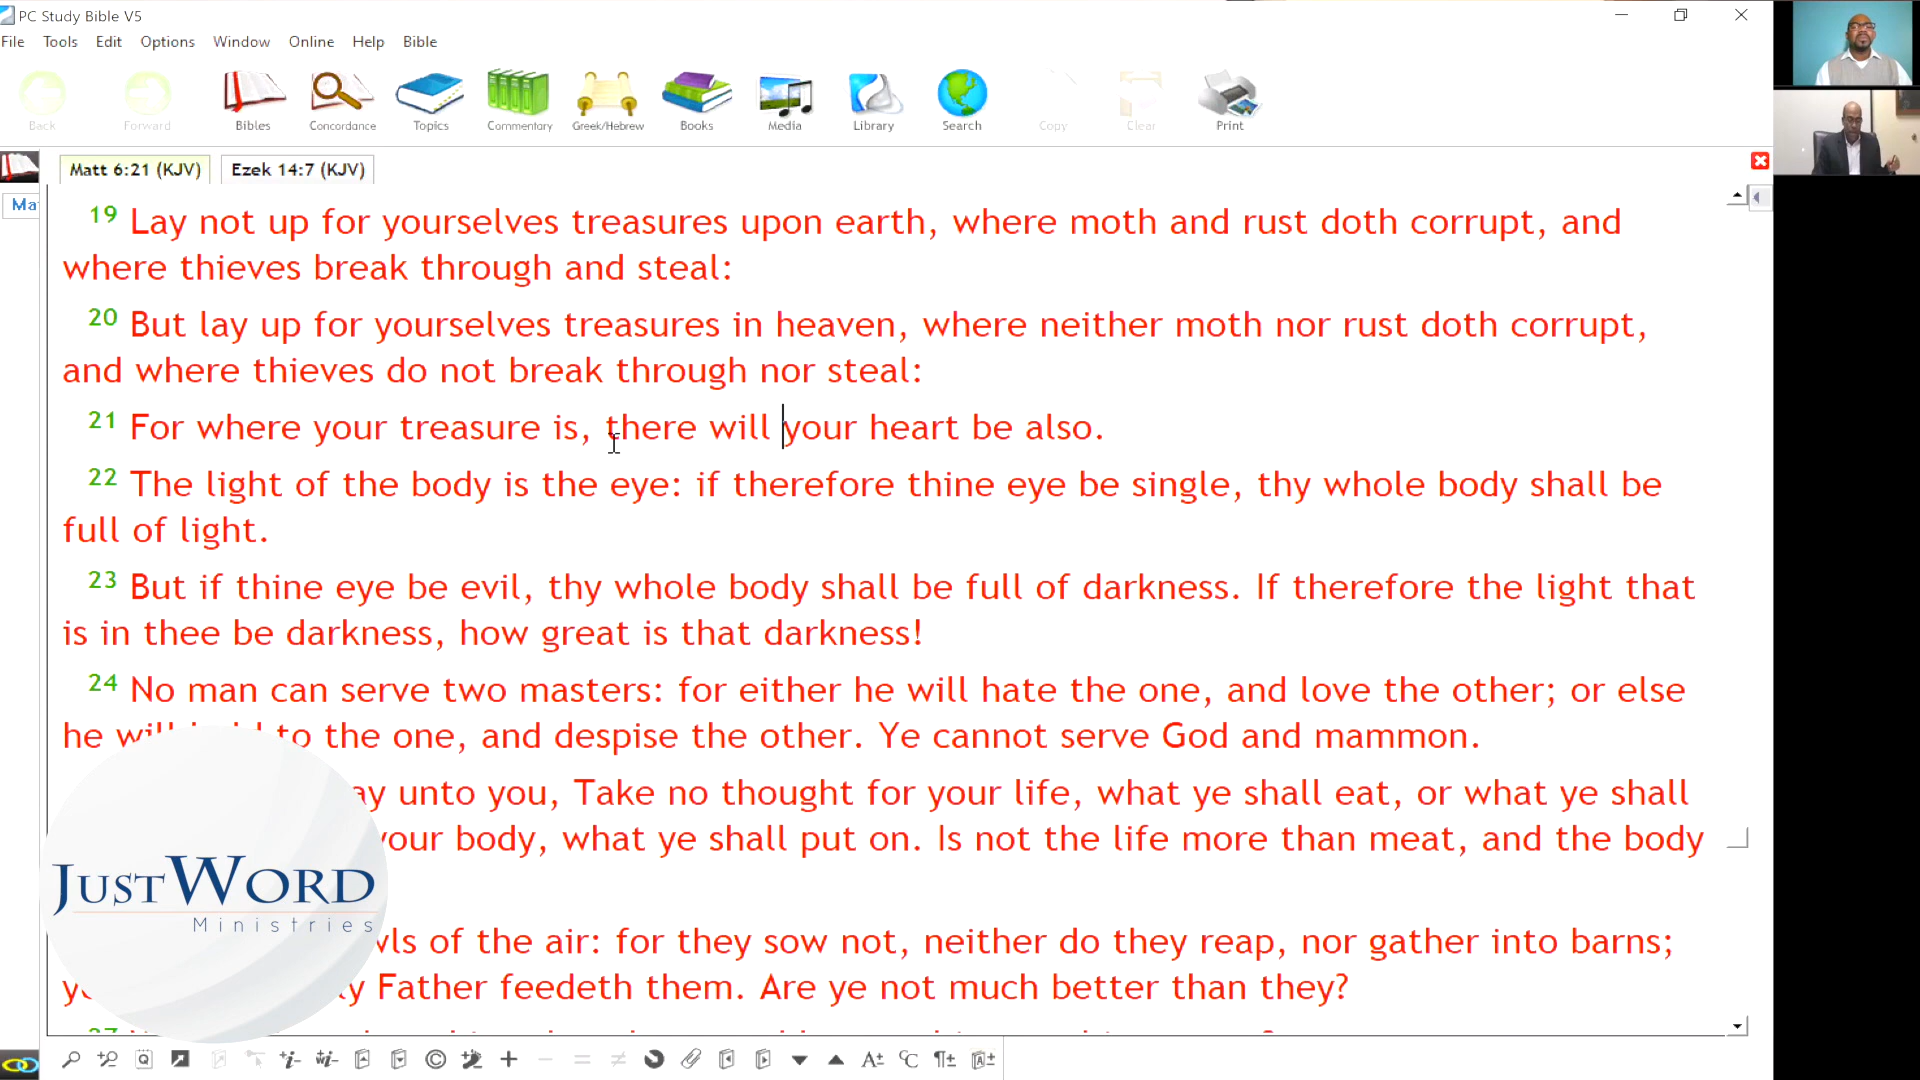 PC Study Bible V5
File Tools Edit Options Window Online Help Bible
Back Forward Bibles Concordance Topics Commentary Greek/Hebrew Books Media Library Search Copy Clear Print
Matt 6:21 (KJV) Ezek 14:7 (KJV)
Ma
19 Lay not up for yourselves treasures upon earth, where moth and rust doth corrupt, and
where thieves break through and steal:
20 But lay up for yourselves treasures in heaven, where neither moth nor rust doth corrupt,
and where thieves do not break through nor steal:
21 For where your treasure is, there will your heart be also.
22 The light of the body is the eye: if therefore thine eye be single, thy whole body shall be
full of light.
23 But if thine eye be evil, thy whole body shall be full of darkness. If therefore the light that
is in thee be darkness, how great is that darkness!
24 No man can serve two masters: for either he will hate the one, and love the other; or else
he will to the one, and despise the other. Ye cannot serve God and mammon.
ay unto you, Take no thought for your life, what ye shall eat, or what ye shall
your body, what ye shall put on. Is not the life more than meat, and the body
JUSTWORD
Ministries
wls of the air: for they sow not, neither do they reap, nor gather into barns;
ly Father feedeth them. Are ye not much better than they?